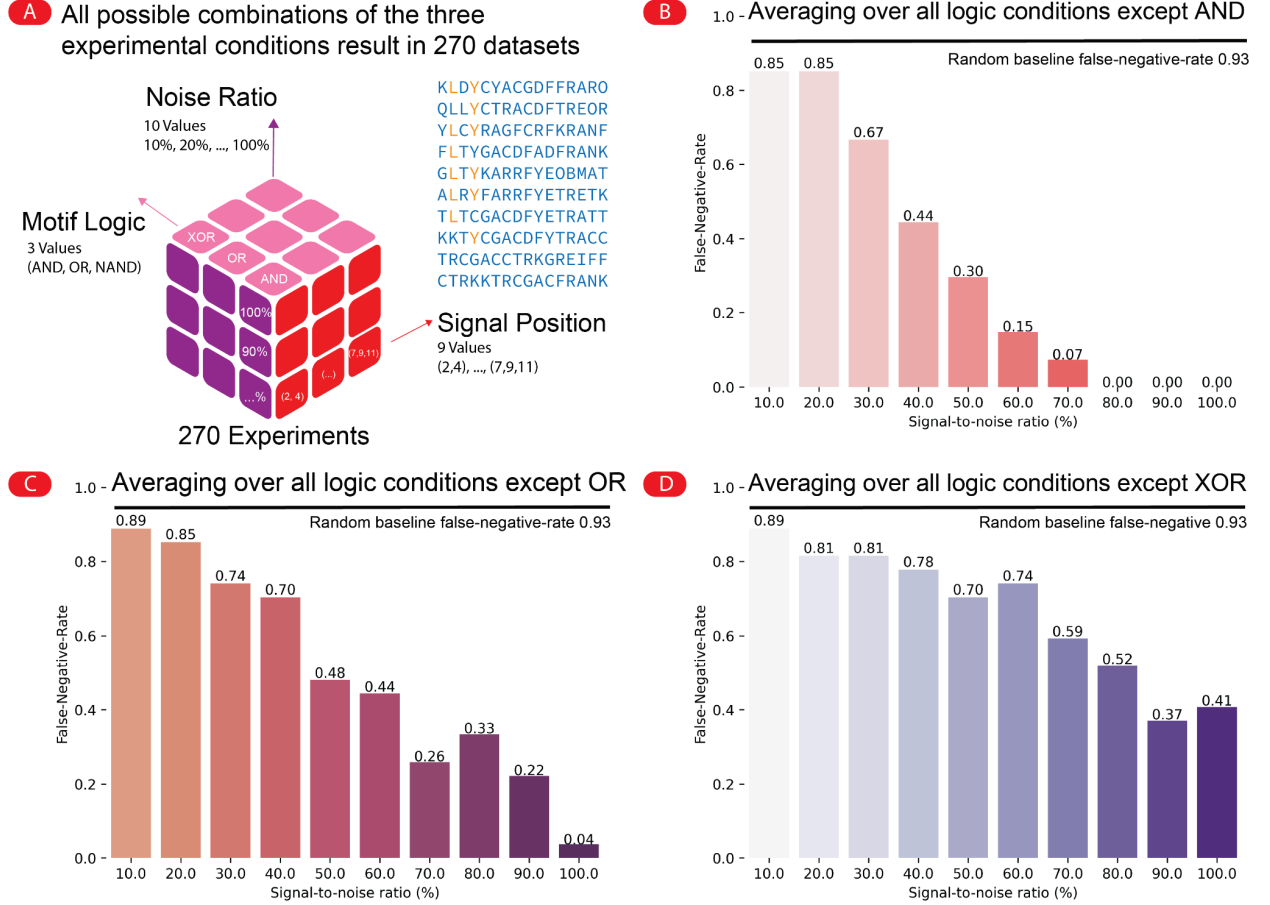 A
All possible combinations of the three
experimental conditions result in 270 datasets
Noise Ratio
10 Values
10%, 20%, ..., 100%
Motif Logic
3 Values
(AND, OR, NAND)
XOR
OR
AND
100%
90%
...%
(2, 4)
(...)
(7,9,11)
KLDYCYACGDFFRARO
QLLYCTRACDFTREOR
YLCYRAGFCRFKRANF
FLTYGACDFADFRANK
GLTYKARRFYEOBMAT
ALRYFARRFYETRETK
TLTCGACDFYETRATT
KKTYCGACDFYTRACC
TRCGACCTRKGREIFF
CTRKKTRCGACFRANK
Signal Position
9 Values
(2,4), ..., (7,9,11)
270 Experiments
B
Averaging over all logic conditions except AND
Random baseline false-negative-rate 0.93
False-Negative-Rate
1.0
0.8
0.6
0.4
0.2
0.0
0.85
0.85
0.67
0.44
0.30
0.15
0.07
0.00
0.00
0.00
10.0 20.0 30.0 40.0 50.0 60.0 70.0 80.0 90.0 100.0
Signal-to-noise ratio (%)
C
Averaging over all logic conditions except OR
Random baseline false-negative-rate 0.93
False-Negative-Rate
1.0
0.8
0.6
0.4
0.2
0.0
0.89
0.85
0.74
0.70
0.48
0.44
0.26
0.33
0.22
0.04
10.0 20.0 30.0 40.0 50.0 60.0 70.0 80.0 90.0 100.0
Signal-to-noise ratio (%)
D
Averaging over all logic conditions except XOR
Random baseline false-negative 0.93
False-Negative-Rate
1.0
0.8
0.6
0.4
0.2
0.0
0.89
0.81
0.81
0.78
0.70
0.74
0.59
0.52
0.37
0.41
10.0 20.0 30.0 40.0 50.0 60.0 70.0 80.0 90.0 100.0
Signal-to-noise ratio (%)